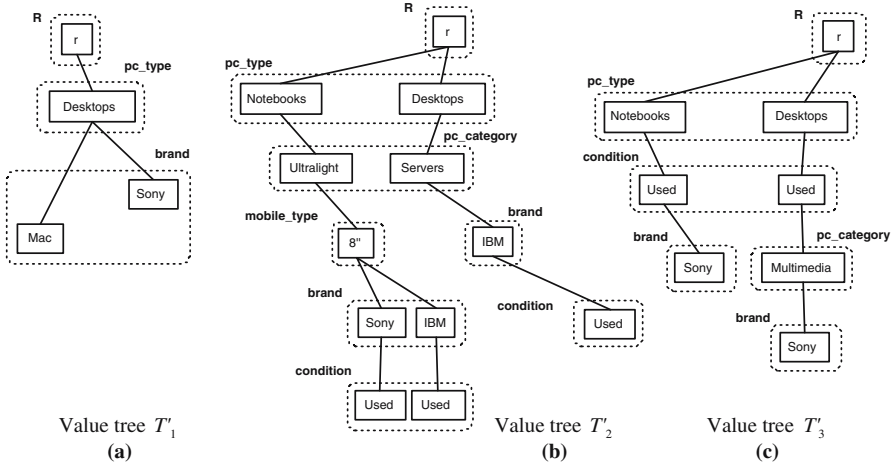 R
r
pc_type
Desktops
brand
Sony
Mac
Value tree T'1
(a)
R
r
pc_type
Notebooks
Desktops
pc_category
Ultralight
Servers
mobile_type
8"
brand
IBM
brand
Sony
IBM
condition
Used
condition
Used
Used
Value tree T'2
(b)
R
r
pc_type
Notebooks
Desktops
condition
Used
Used
brand
Sony
pc_category
Multimedia
brand
Sony
Value tree T'3
(c)